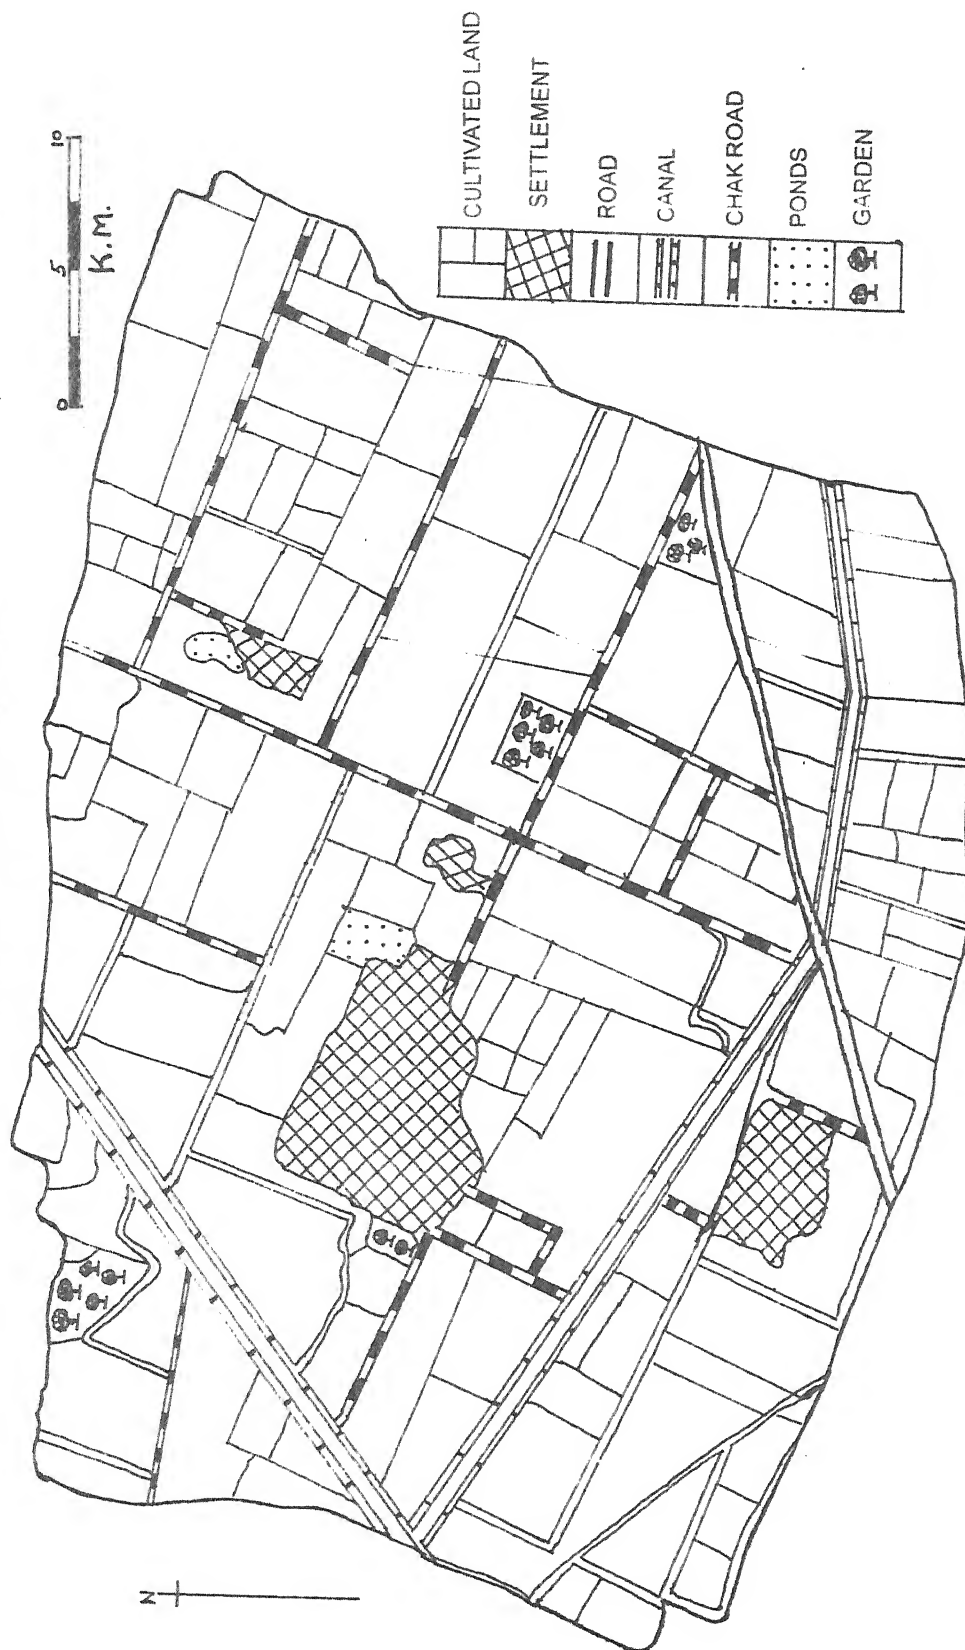 0 5 10
K.M.
CULTIVATED LAND
SETTLEMENT
ROAD
CANAL
CHAK ROAD
PONDS
GARDEN
N